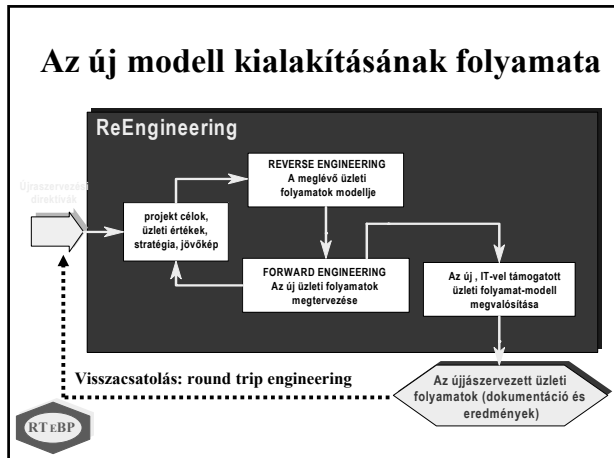 Az új modell kialakításának folyamata
ReEngineering
Újraszervezési
direktívák
REVERSE ENGINEERING
A meglévő üzleti
folyamatok modellje
projekt célok,
üzleti értékek,
stratégia, jövőkép
FORWARD ENGINEERING
Az új üzleti folyamatok
megtervezése
Az új , IT-vel támogatott
üzleti folyamat-modell
megvalósítása
Visszacsatolás: round trip engineering
Az újjászervezett üzleti
folyamatok (dokumentáció és
eredmények)
RTEBP